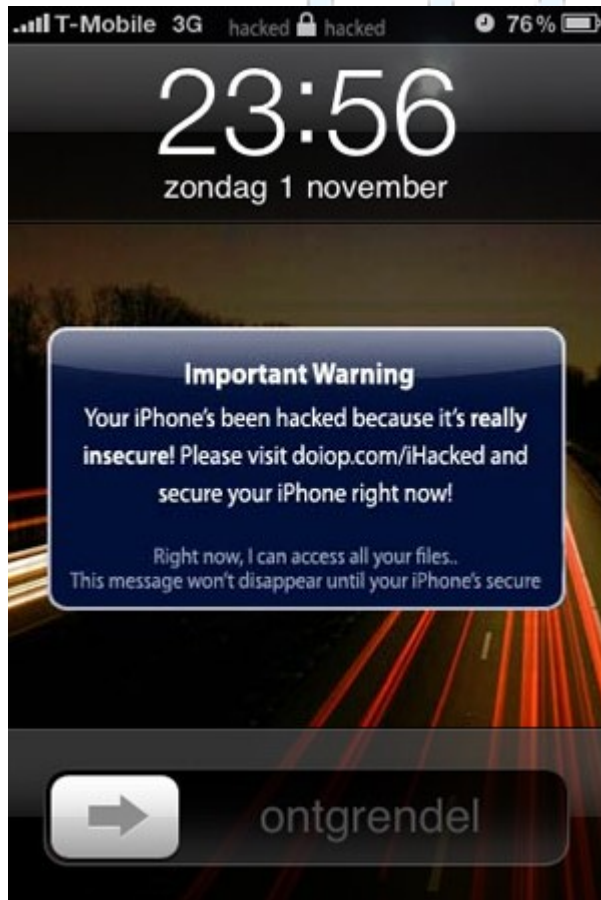 T-Mobile 3G hacked hacked 76%
23:56
zondag 1 november
Important Warning
Your iPhone's been hacked because it's really
insecure! Please visit doiop.com/iHacked and
secure your iPhone right now!
Right now, I can access all your files..
This message won't disappear until your iPhone's secure
ontgrendel